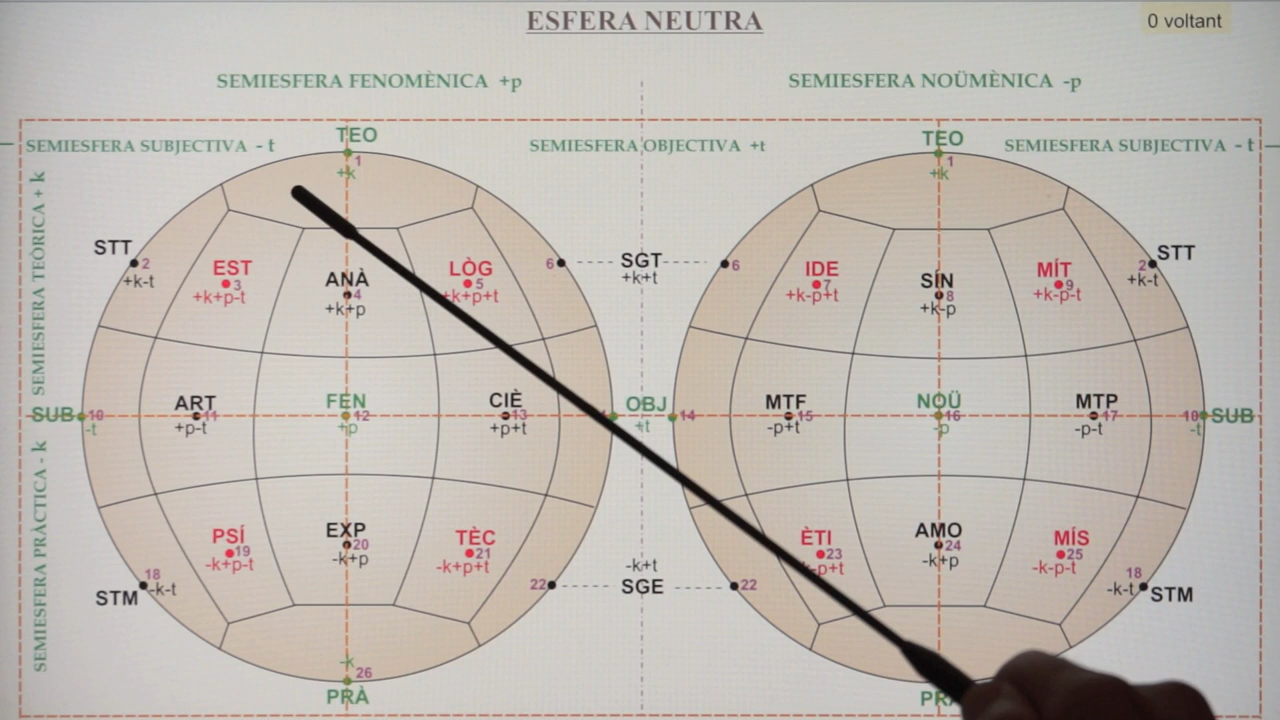 ESFERA NEUTRA
0 voltant
SEMIESFERA FENOMÈNICA +p
SEMIESFERA NOÜMÈNICA -p
SEMIESFERA SUBJECTIVA - t
SEMIESFERA OBJECTIVA +t
SEMIESFERA SUBJECTIVA - t
SEMIESFERA TEÒRICA + k
SEMIESFERA PRÀCTICA - k
TEO
1
+k
STT
2
+k-t
EST
3
+k+p-t
ANÀ
4
+k+p
LÒG
5
+k+p+t
6
SGT
+k+t
SUB
10
-t
ART
11
+p-t
FEN
12
+p
CIÈ
13
+p+t
OBJ
+t
14
PSÍ
19
-k+p-t
EXP
20
-k+p
TÈC
21
-k+p+t
18
-k-t
STM
22
-k+t
SGE
-k
26
PRÀ
TEO
1
+k
6
IDE
7
+k-p+t
SÍN
8
+k-p
MÍT
9
+k-p-t
STT
2
+k-t
MTF
15
-p+t
NOÜ
16
-p
MTP
17
-p-t
10
SUB
-t
ÈTI
23
AMO
24
-k+p
MÍS
25
-k-p-t
22
18
-k-t
STM